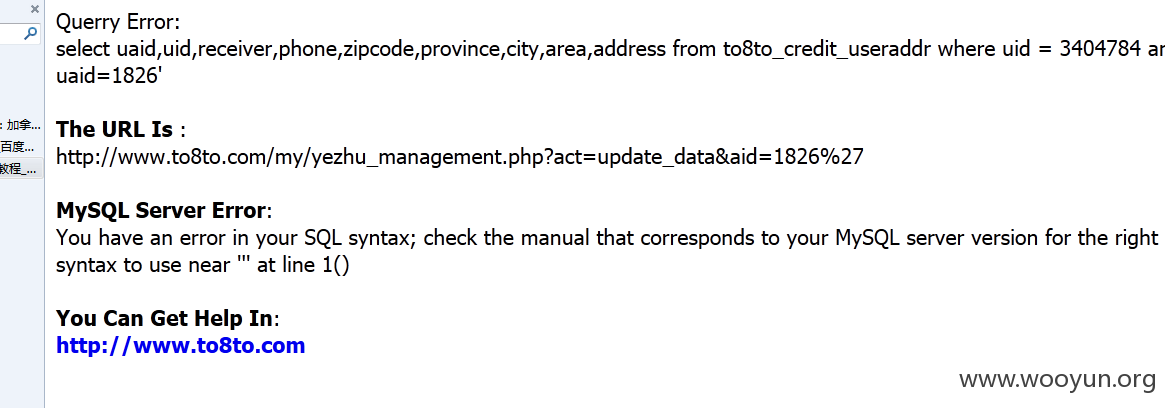 Querry Error:
select uaid,uid,receiver,phone,zipcode,province,city,area,address from to8to_credit_useraddr where uid = 3404784 ar
uaid=1826'
: 加拿...
百度...
教程_...
The URL Is :
http://www.to8to.com/my/yezhu_management.php?act=update_data&aid=1826%27
MySQL Server Error:
You have an error in your SQL syntax; check the manual that corresponds to your MySQL server version for the right
syntax to use near ''' at line 1()
You Can Get Help In:
http://www.to8to.com
www.wooyun.org